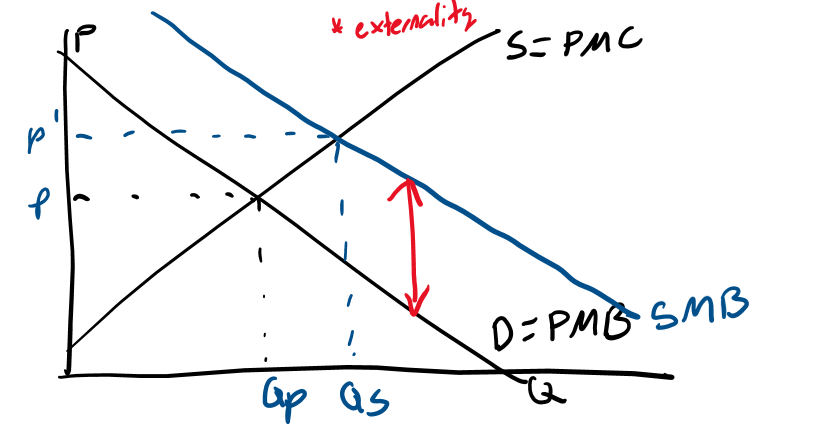 * externality
P
S=PMC
P'
P
D=PMB
SMB
Qp
Qs
Q